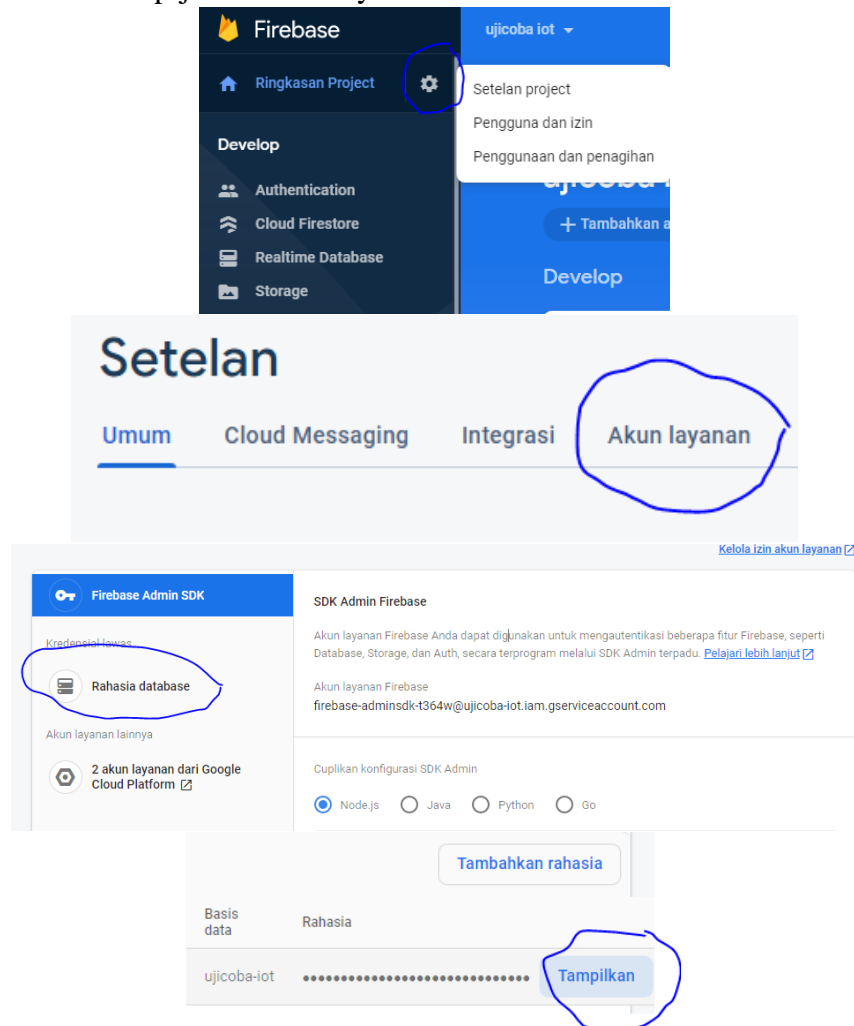 Firebase
ujicoba iot
Ringkasan Project
Setelan project
Pengguna dan izin
Penggunaan dan penagihan
Develop
Authentication
Cloud Firestore
+ Tambahkan a
Realtime Database
Develop
Storage
Setelan
Umum Cloud Messaging Integrasi Akun layanan
Kelola izin akun layanan
Firebase Admin SDK
SDK Admin Firebase
Kredensial lawas
Akun layanan Firebase Anda dapat digunakan untuk mengautentikasi beberapa fitur Firebase, seperti
Database, Storage, dan Auth, secara terprogram melalui SDK Admin terpadu. Pelajari lebih lanjut
Rahasia database
Akun layanan Firebase
firebase-adminsdk-t364w@ujicoba-iot.iam.gserviceaccount.com
Akun layanan lainnya
2 akun layanan dari Google
Cloud Platform
Cuplikan konfigurasi SDK Admin
Node.js Java Python Go
Tambahkan rahasia
Basis
data
Rahasia
ujicoba-iot •••••••••••••••••••••••••••••• Tampilkan